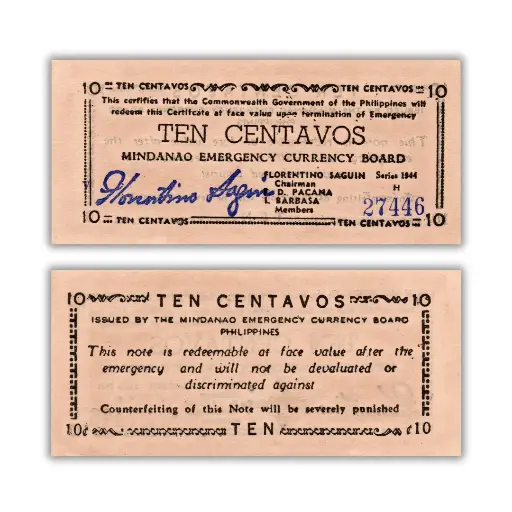 10 TEN CENTAVOS TEN CENTAVOS 10
This certifies that the Commonwealth Government of the Philippines will
redeem this Certifcate at face value upon termination of Emergency
TEN CENTAVOS
MINDANAO EMERGENCY CURRENCY BOARD
FLORENTINO SAGUIN Series 1944
Chairman H
D. PACANA
I. BARBASA 27446
Members
Florentino Saguin
10 TEN CENTAVOS TEN CENTAVOS 10
10 TEN CENTAVOS 10
ISSUED BY THE MINDANAO EMERGENCY CURRENCY BOARD
PHILIPPINES
This note is redeemable at face value after the
emergency and will not be devaluated or
discriminated against
Counterfeiting of this Note will be severely punished
10¢ TEN ¢10